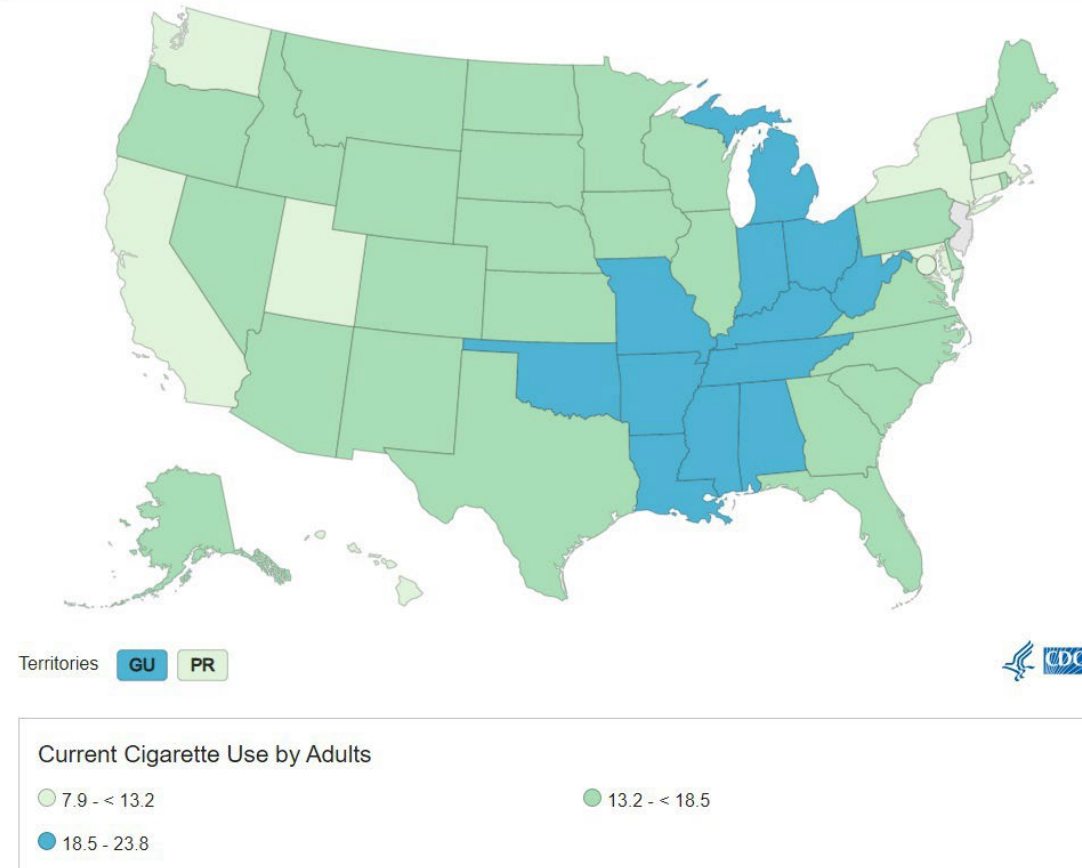 Territories GU PR
CDC
Current Cigarette Use by Adults
7.9 - < 13.2
13.2 - < 18.5
18.5 - 23.8